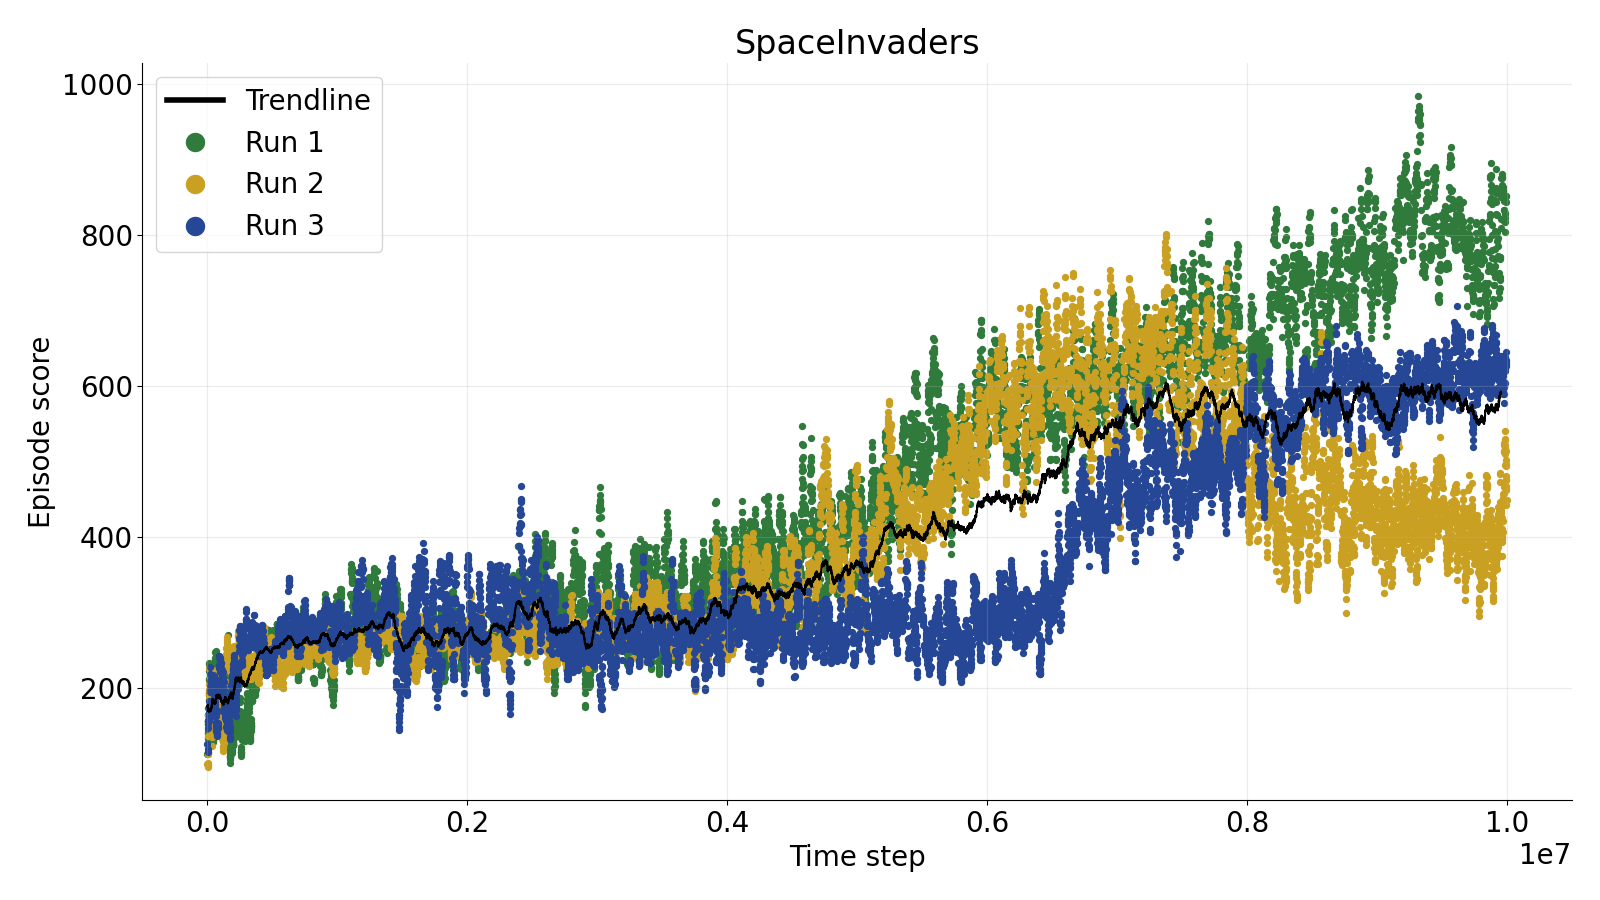 SpaceInvaders
Trendline
Run 1
Run 2
Run 3
1000
800
600
400
200
Episode score
0.0
0.2
0.4
0.6
0.8
1.0
1e7
Time step